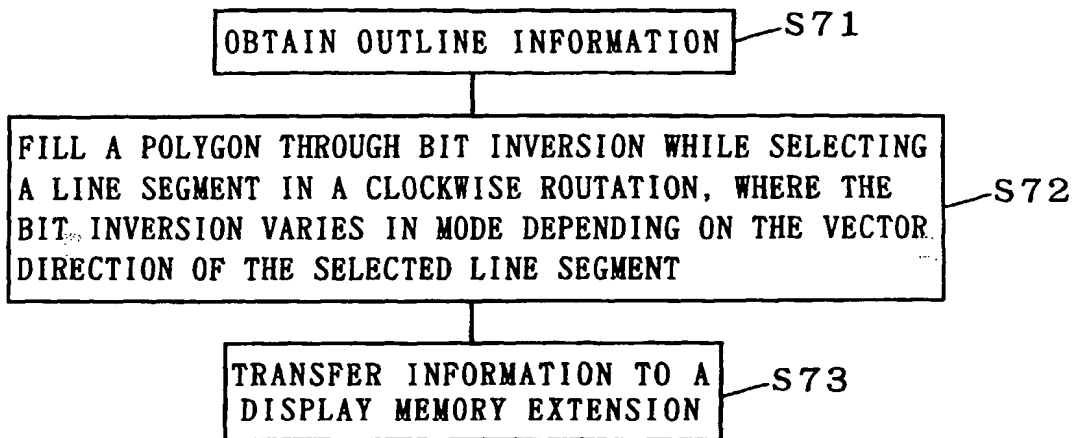 OBTAIN OUTLINE INFORMATION
S71
FILL A POLYGON THROUGH BIT INVERSION WHILE SELECTING
A LINE SEGMENT IN A CLOCKWISE ROUTATION, WHERE THE
BIT INVERSION VARIES IN MODE DEPENDING ON THE VECTOR
DIRECTION OF THE SELECTED LINE SEGMENT
S72
TRANSFER INFORMATION TO A
DISPLAY MEMORY EXTENSION
S73